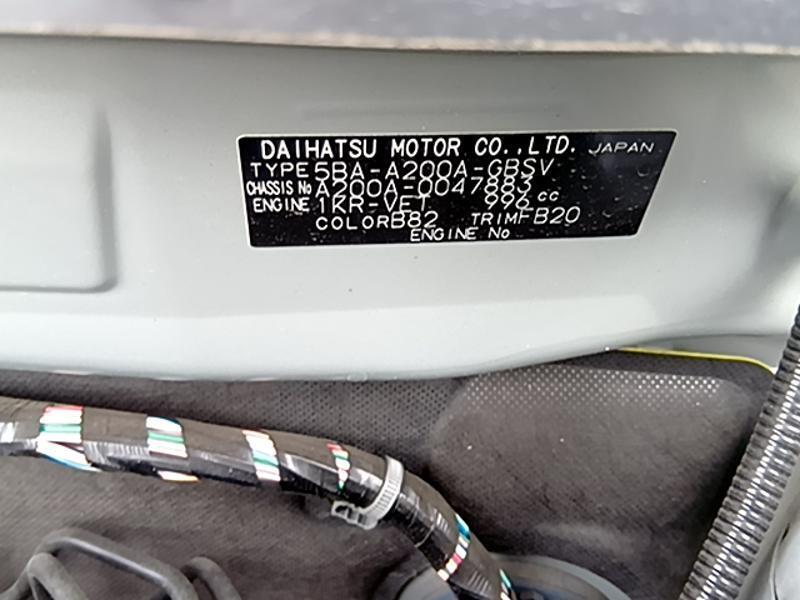 DAIHATSU MOTOR CO.,LTD. JAPAN
TYPE 5BA-A200A-GBSV
CHASSIS No A200A-0047883
ENGINE 1KR-VET 996 cc
COLOR B82 TRIM FB20
ENGINE No